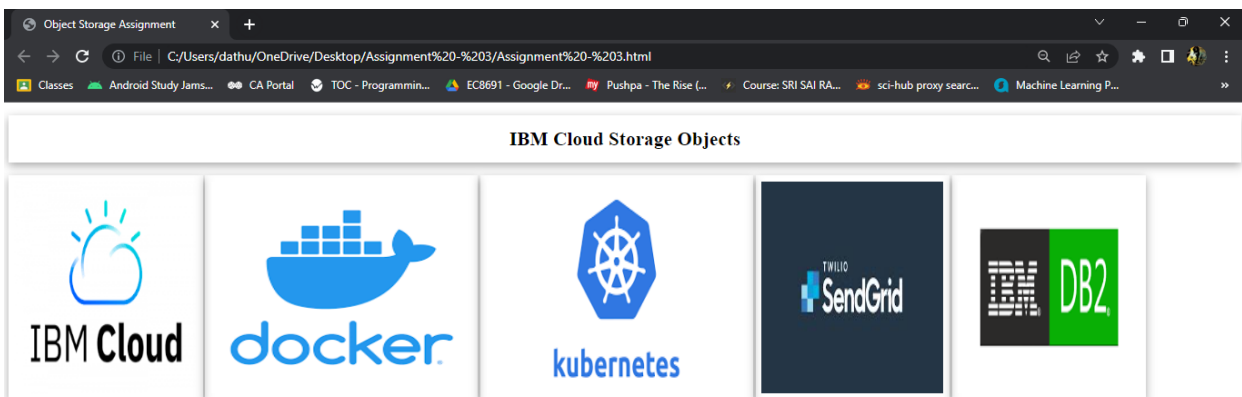 Object Storage Assignment
File | C:/Users/dathu/OneDrive/Desktop/Assignment%20-%203/Assignment%20-%203.html
Classes Android Study Jams... CA Portal TOC - Programmin... EC8691 - Google Dr... my Pushpa - The Rise (... Course: SRI SAI RA... sci-hub proxy searc... Machine Learning P... »
IBM Cloud Storage Objects
IBM Cloud
docker
kubernetes
TWILIO
SendGrid
IBM. DB2.